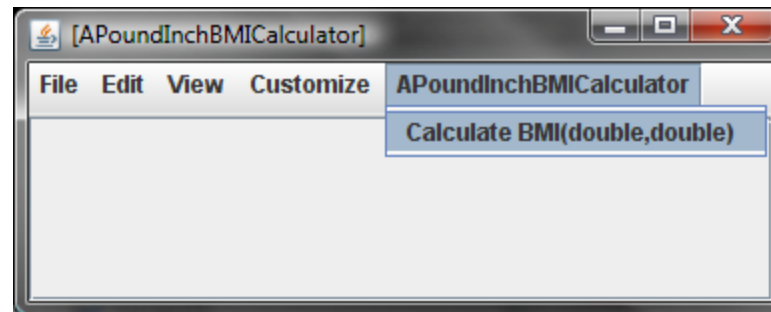 [APoundInchBMICalculator]
File Edit View Customize APoundInchBMICalculator
Calculate BMI(double,double)